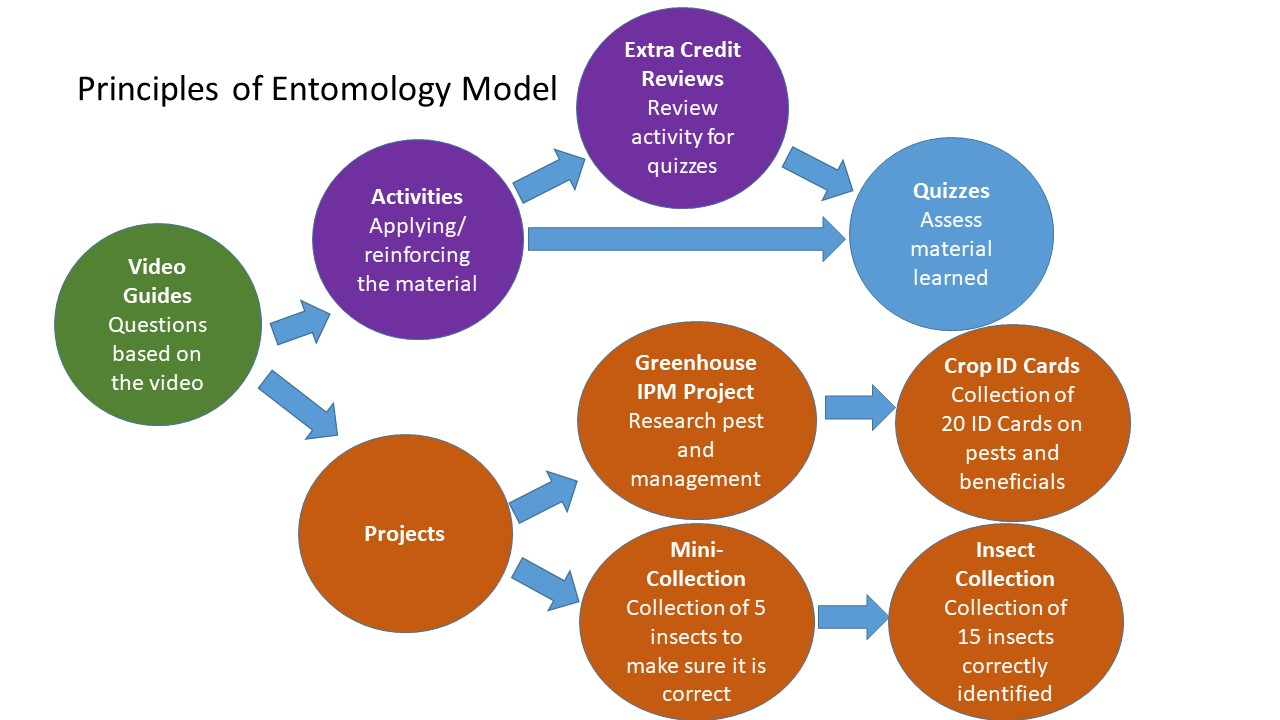 Principles of Entomology Model
Extra Credit
Reviews
Review
activity for
quizzes
Activities
Applying/
reinforcing
the material
Quizzes
Assess
material
learned
Video
Guides
Questions
based on
the video
Greenhouse
IPM Project
Research pest
and
management
Crop ID Cards
Collection of
20 ID Cards on
pests and
beneficials
Projects
Mini-
Collection
Collection of 5
insects to
make sure it is
correct
Insect
Collection
Collection of
15 insects
correctly
identified